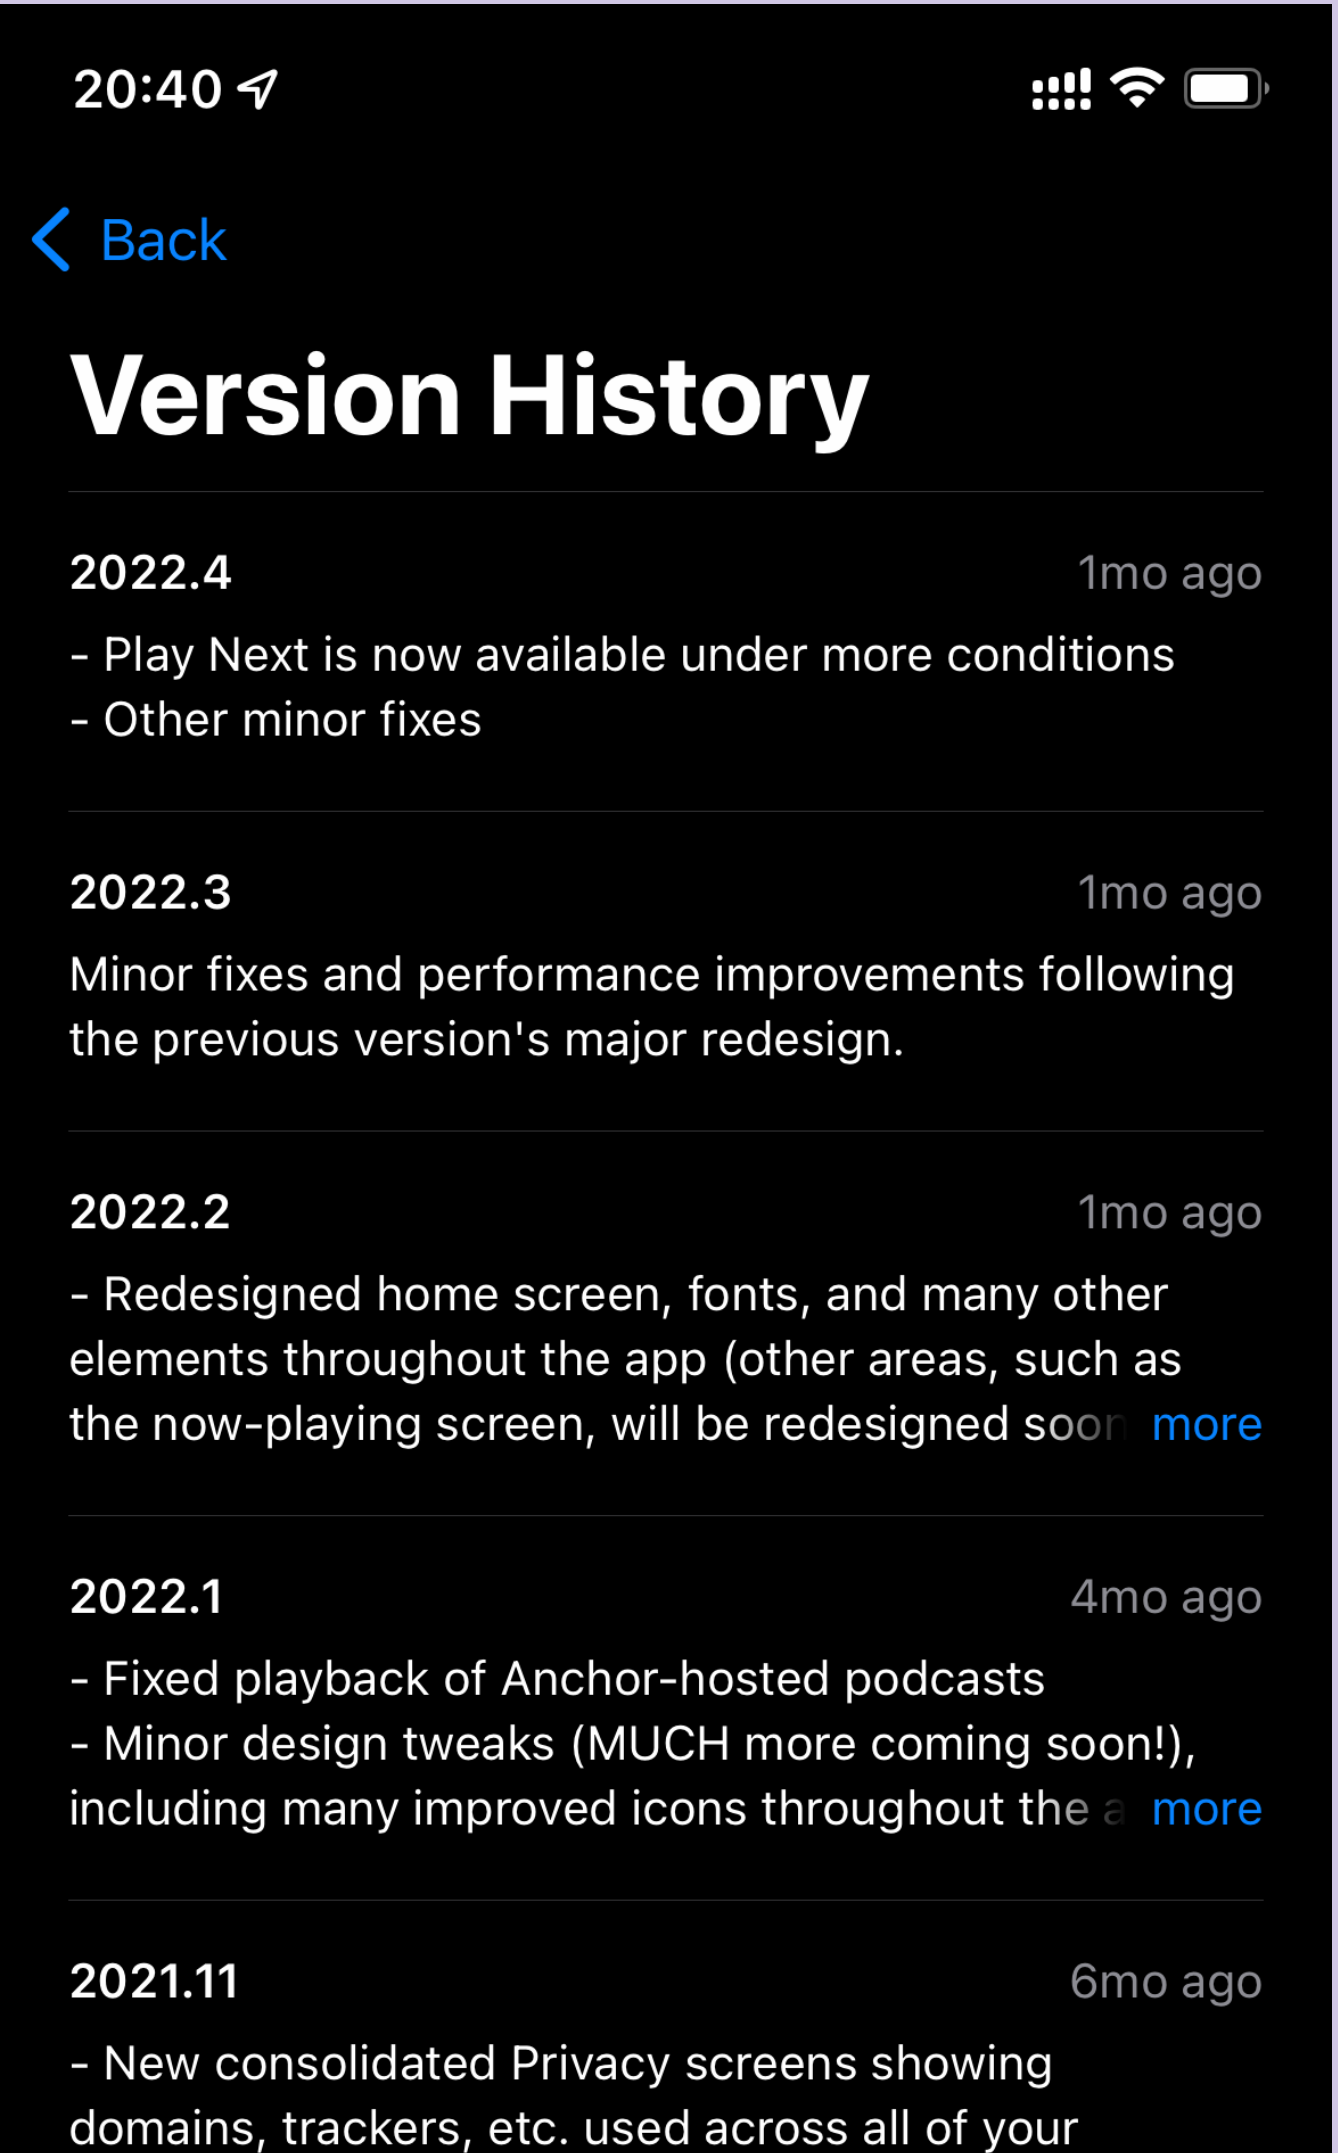 20:40
Back
Version History
2022.4 1mo ago
- Play Next is now available under more conditions
- Other minor fixes
2022.3 1mo ago
Minor fixes and performance improvements following
the previous version's major redesign.
2022.2 1mo ago
- Redesigned home screen, fonts, and many other
elements throughout the app (other areas, such as
the now-playing screen, will be redesigned soon more
2022.1 4mo ago
- Fixed playback of Anchor-hosted podcasts
- Minor design tweaks (MUCH more coming soon!),
including many improved icons throughout the a more
2021.11 6mo ago
- New consolidated Privacy screens showing
domains, trackers, etc. used across all of your